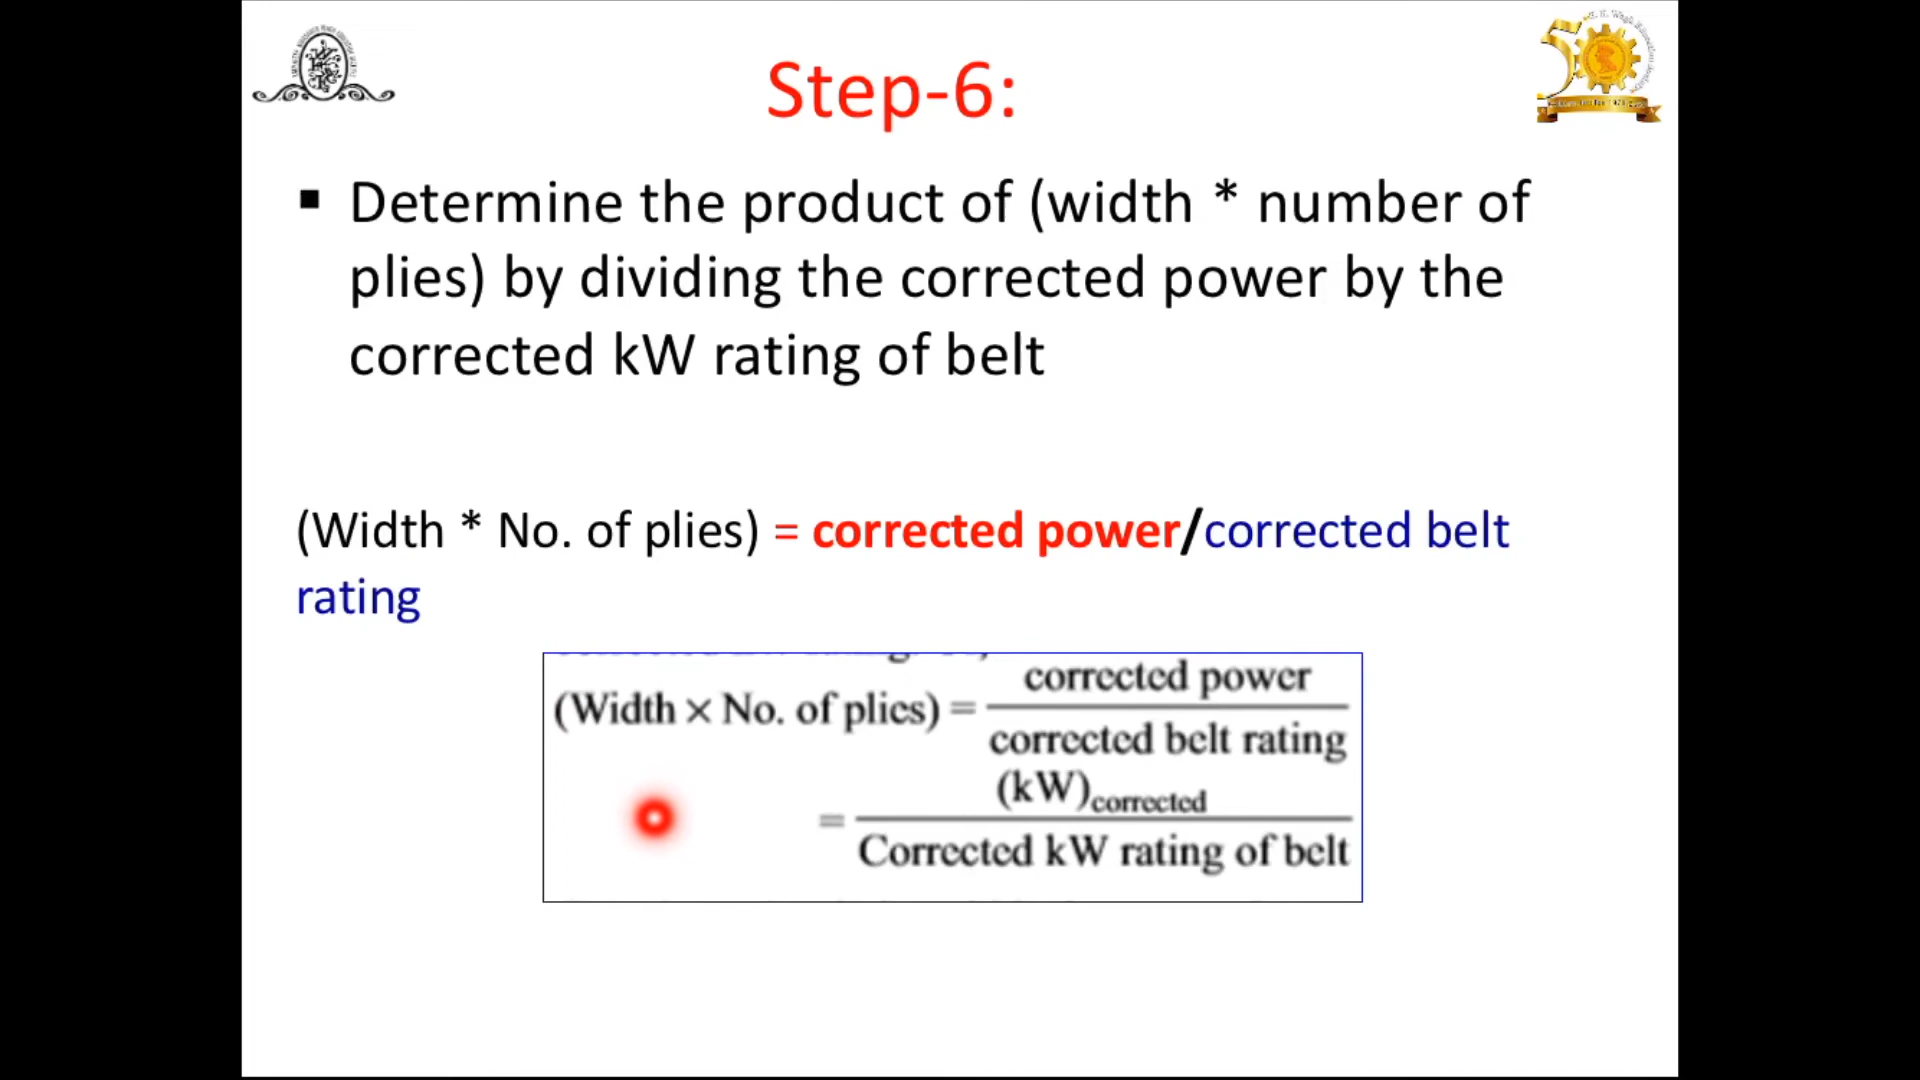 Step-6:
▪ Determine the product of (width * number of
plies) by dividing the corrected power by the
corrected kW rating of belt
(Width * No. of plies) = corrected power/corrected belt
rating
(Width × No. of plies) = corrected power
corrected belt rating
= (kW)corrected
Corrected kW rating of belt